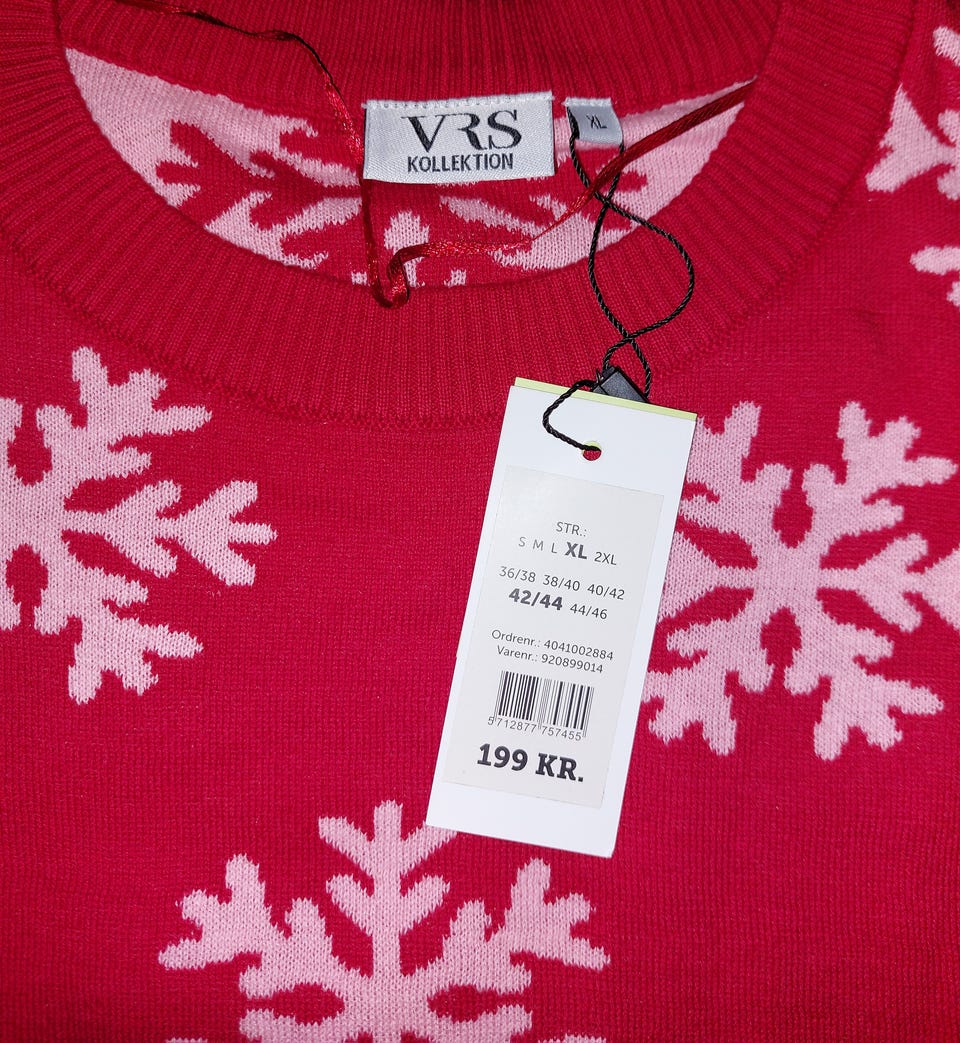 VRS
KOLLEKTION
XL
STR.:
S M L XL 2XL
36/38 38/40 40/42
42/44 44/46
Ordrenr.: 4041002884
Varenr.: 920899014
5712877757455
199 KR.